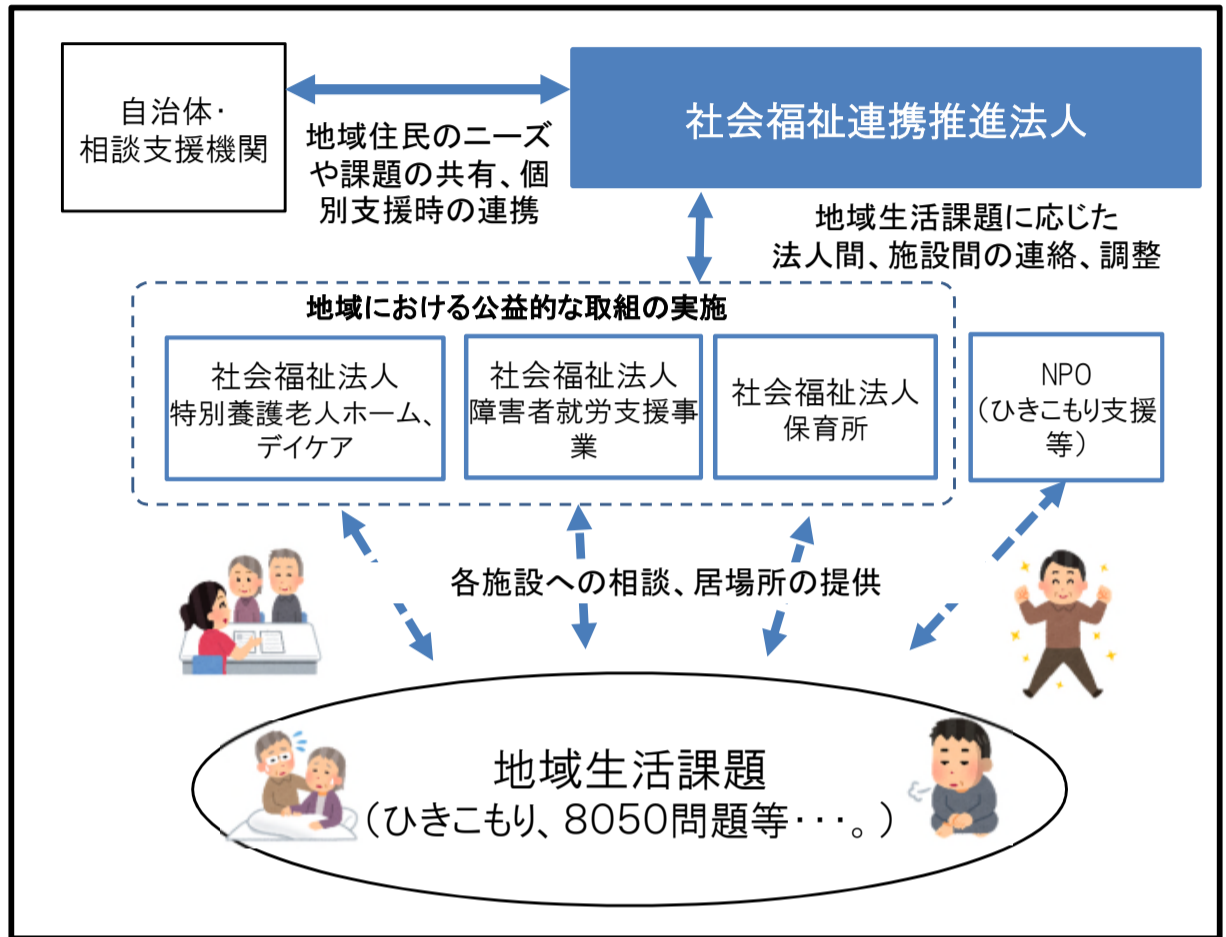 自治体・
相談支援機関
社会福祉連携推進法人
地域住民のニーズ
や課題の共有、個
別支援時の連携
地域生活課題に応じた
法人間、施設間の連絡、調整
地域における公益的な取組の実施
社会福祉法人
特別養護老人ホーム、
デイケア
社会福祉法人
障害者就労支援事
業
社会福祉法人
保育所
NPO
（ひきこもり支援
等）
各施設への相談、居場所の提供
地域生活課題
（ひきこもり、8050問題等・・・。）